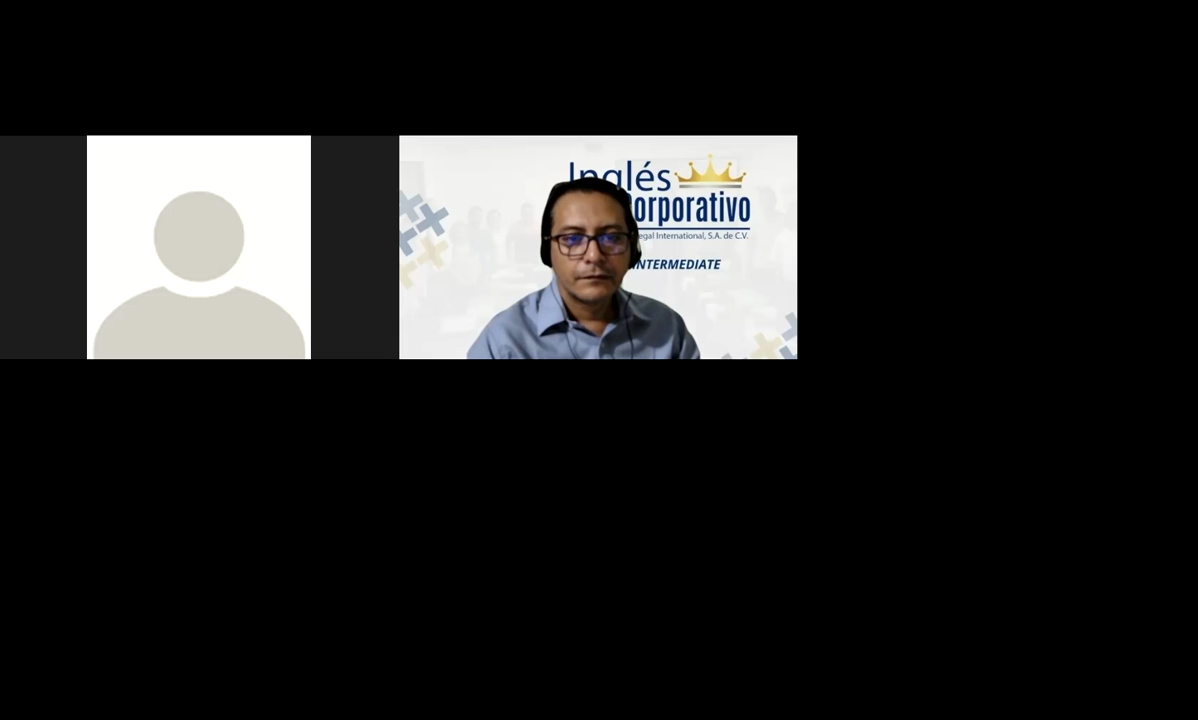 Inglés
orporativo
egal International, S.A. de C.V.
INTERMEDIATE